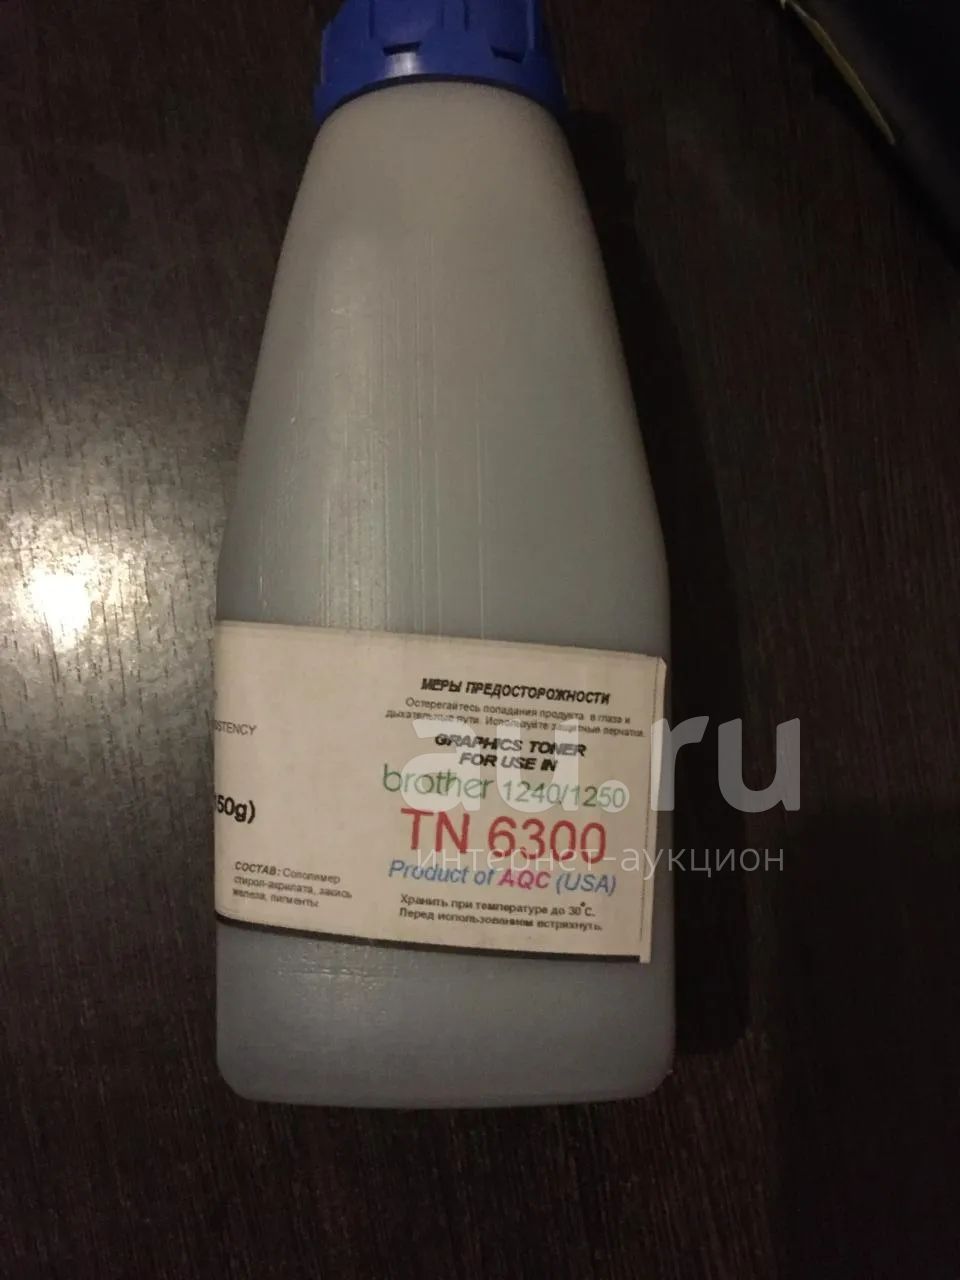 МЕРЫ ПРЕДОСТОРОЖНОСТИ
Остерегайтесь попадания продукта в глаза и
дыхательные пути. Используйте защитные перчатки.
GRAPHICS TONER
FOR USE IN
brother 1240/1250
TN 6300
Product of AQC (USA)
Хранить при температуре до 30°С.
Перед использованием встряхнуть.
STENCY
50g)
СОСТАВ: Сополимер
стирол-акрилата, закись
железа, пигменты
au.ru
интернет-аукцион